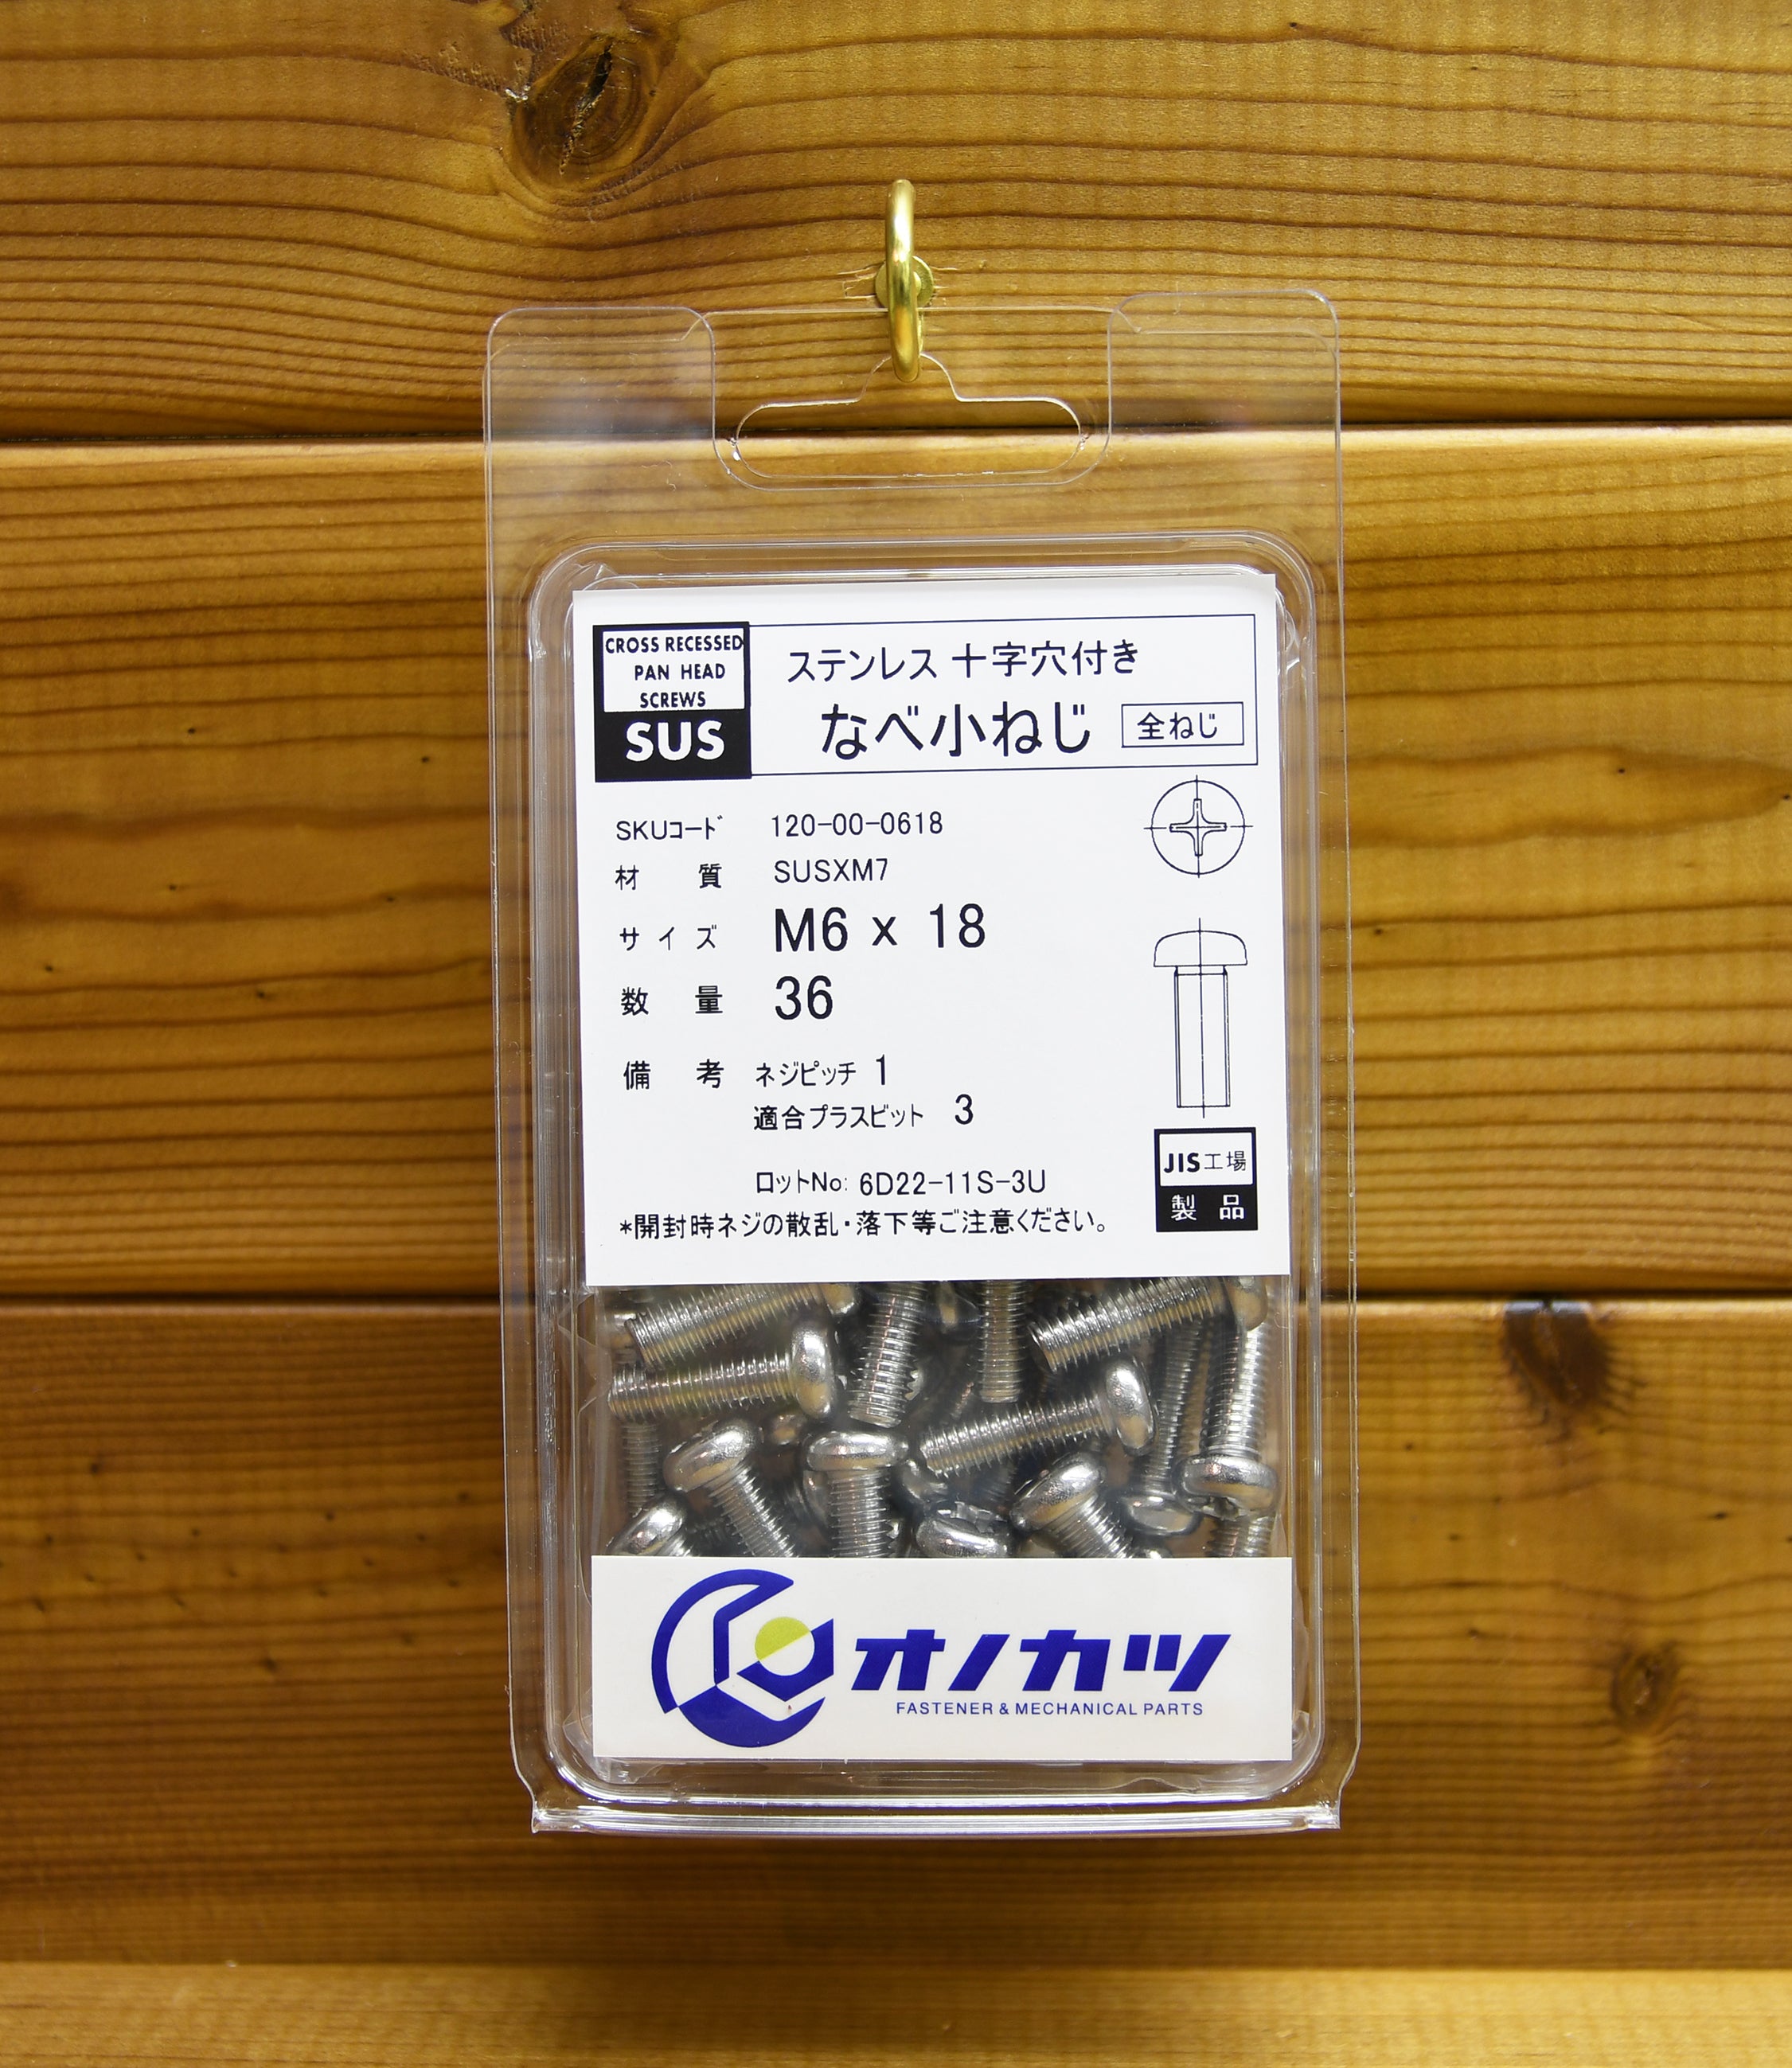 CROSS RECESSED
PAN HEAD
SCREWS
SUS
ステンレス 十字穴付き
なべ小ねじ 全ねじ
SKUコード 120-00-0618
材 質 SUSXM7
サイズ M6 x 18
数 量 36
備 考 ネジピッチ 1
適合プラスビット 3
ロットNo: 6D22-11S-3U
*開封時ネジの散乱・落下等ご注意ください。
JIS工場
製 品
オノカツ
FASTENER & MECHANICAL PARTS